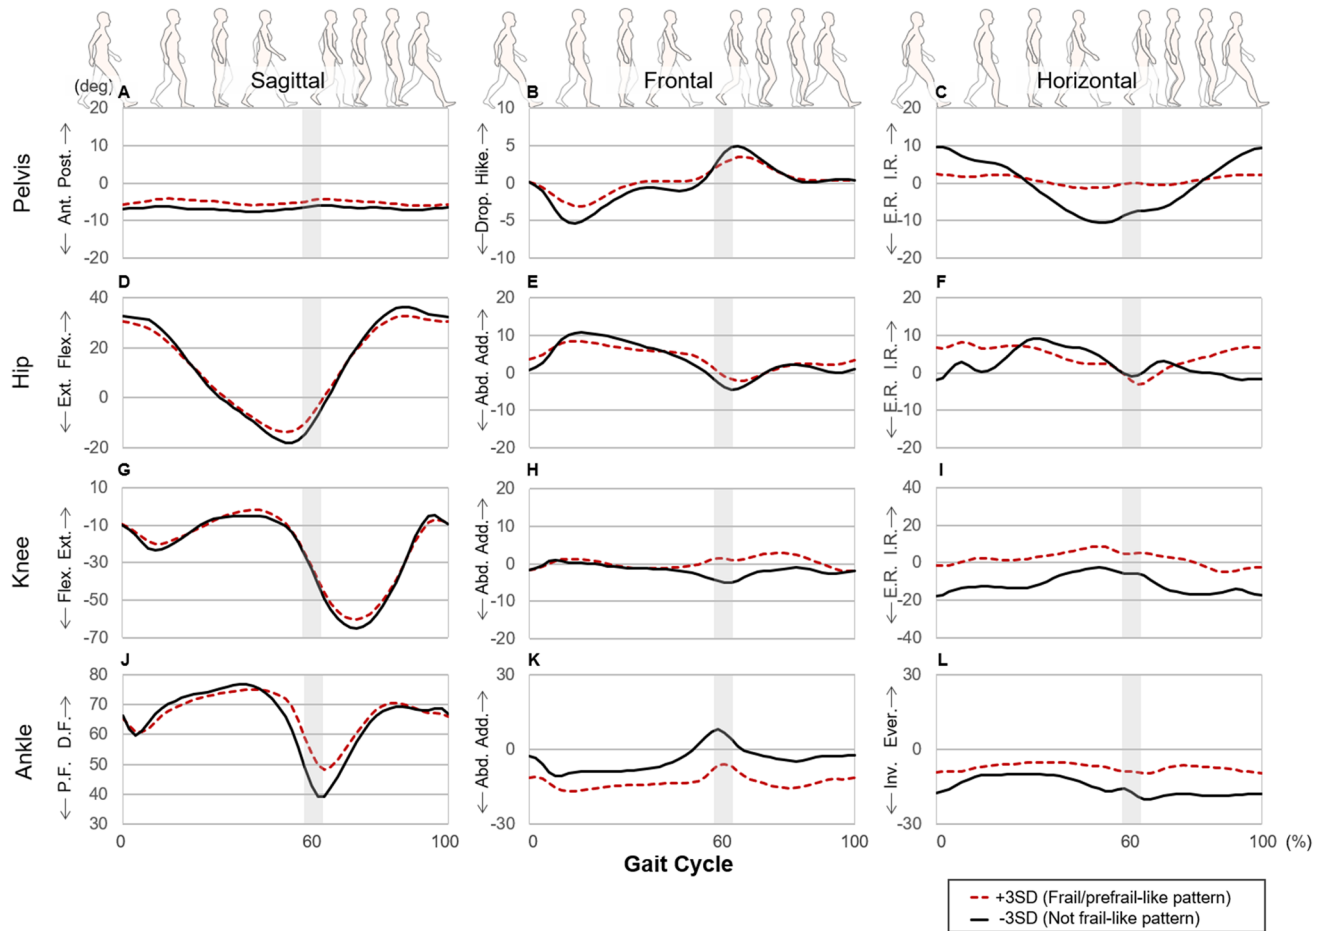 Sagittal Frontal Horizontal
(deg) A B C
Pelvis
20 10 20
10 5 10
0 0 0
-10 -5 -10
-20 -10 -20
← Ant. Post. →
← Drop. Hike. →
← E.R. I.R. →
D E F
Hip
40 20 20
20 10 10
0 0 0
-10 -10
-20 -20 -20
← Ext. Flex. →
← Abd. Add. →
← E.R. I.R. →
G H I
Knee
10 20 40
-10 10 20
-30 0 0
-50 -10 -20
-70 -20 -40
← Flex. Ext. →
← Abd. Add. →
← E.R. I.R. →
J K L
Ankle
80 30 30
70
60 0 0
50
40
30 -30 -30
← P.F. D.F. →
← Abd. Add. →
← Inv. Ever. →
0 60 100 0 60 100 0 60 100 (%)
Gait Cycle
+3SD (Frail/prefrail-like pattern)
-3SD (Not frail-like pattern)